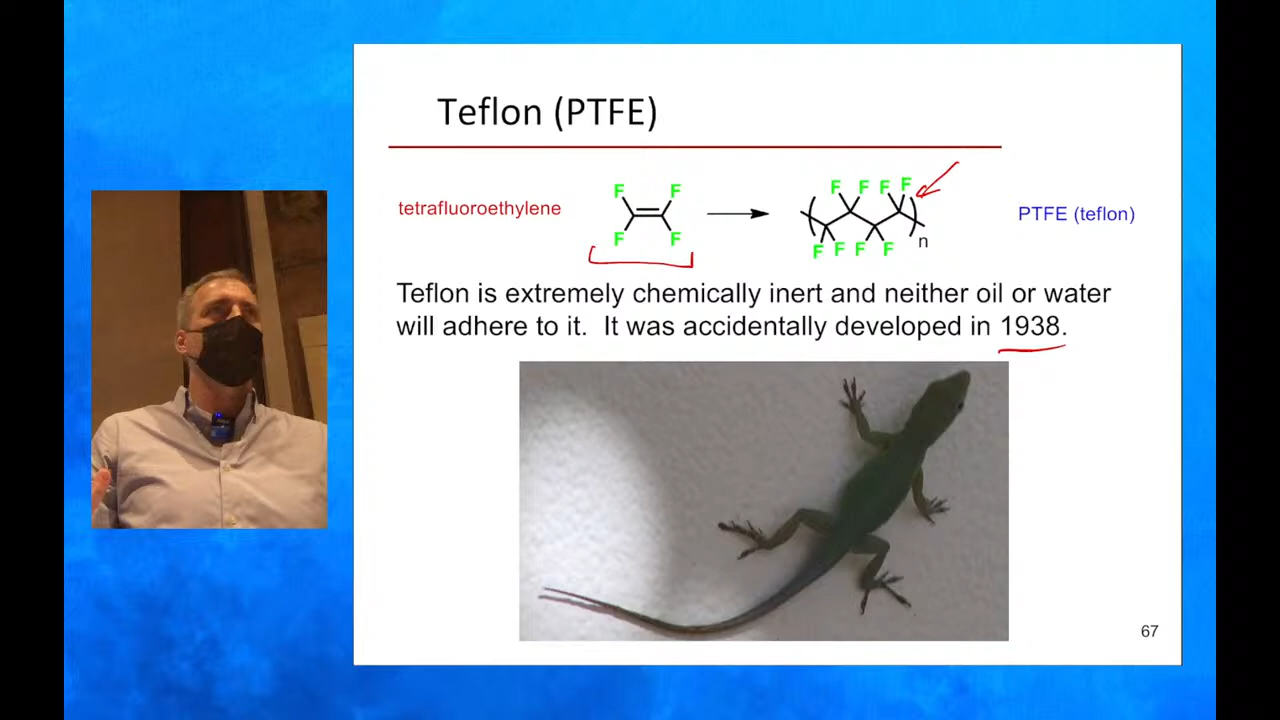 Teflon (PTFE)
tetrafluoroethylene
F F
F F
F F F F
F F F F
n
PTFE (teflon)
Teflon is extremely chemically inert and neither oil or water
will adhere to it. It was accidentally developed in 1938.
67